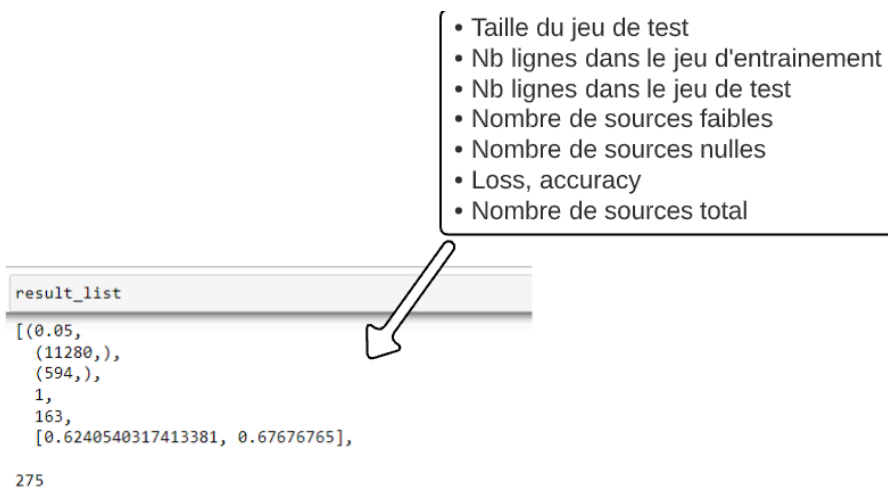 • Taille du jeu de test
• Nb lignes dans le jeu d'entrainement
• Nb lignes dans le jeu de test
• Nombre de sources faibles
• Nombre de sources nulles
• Loss, accuracy
• Nombre de sources total
result_list
[(0.05,
(11280,),
(594,),
1,
163,
[0.6240540317413381, 0.67676765],
275